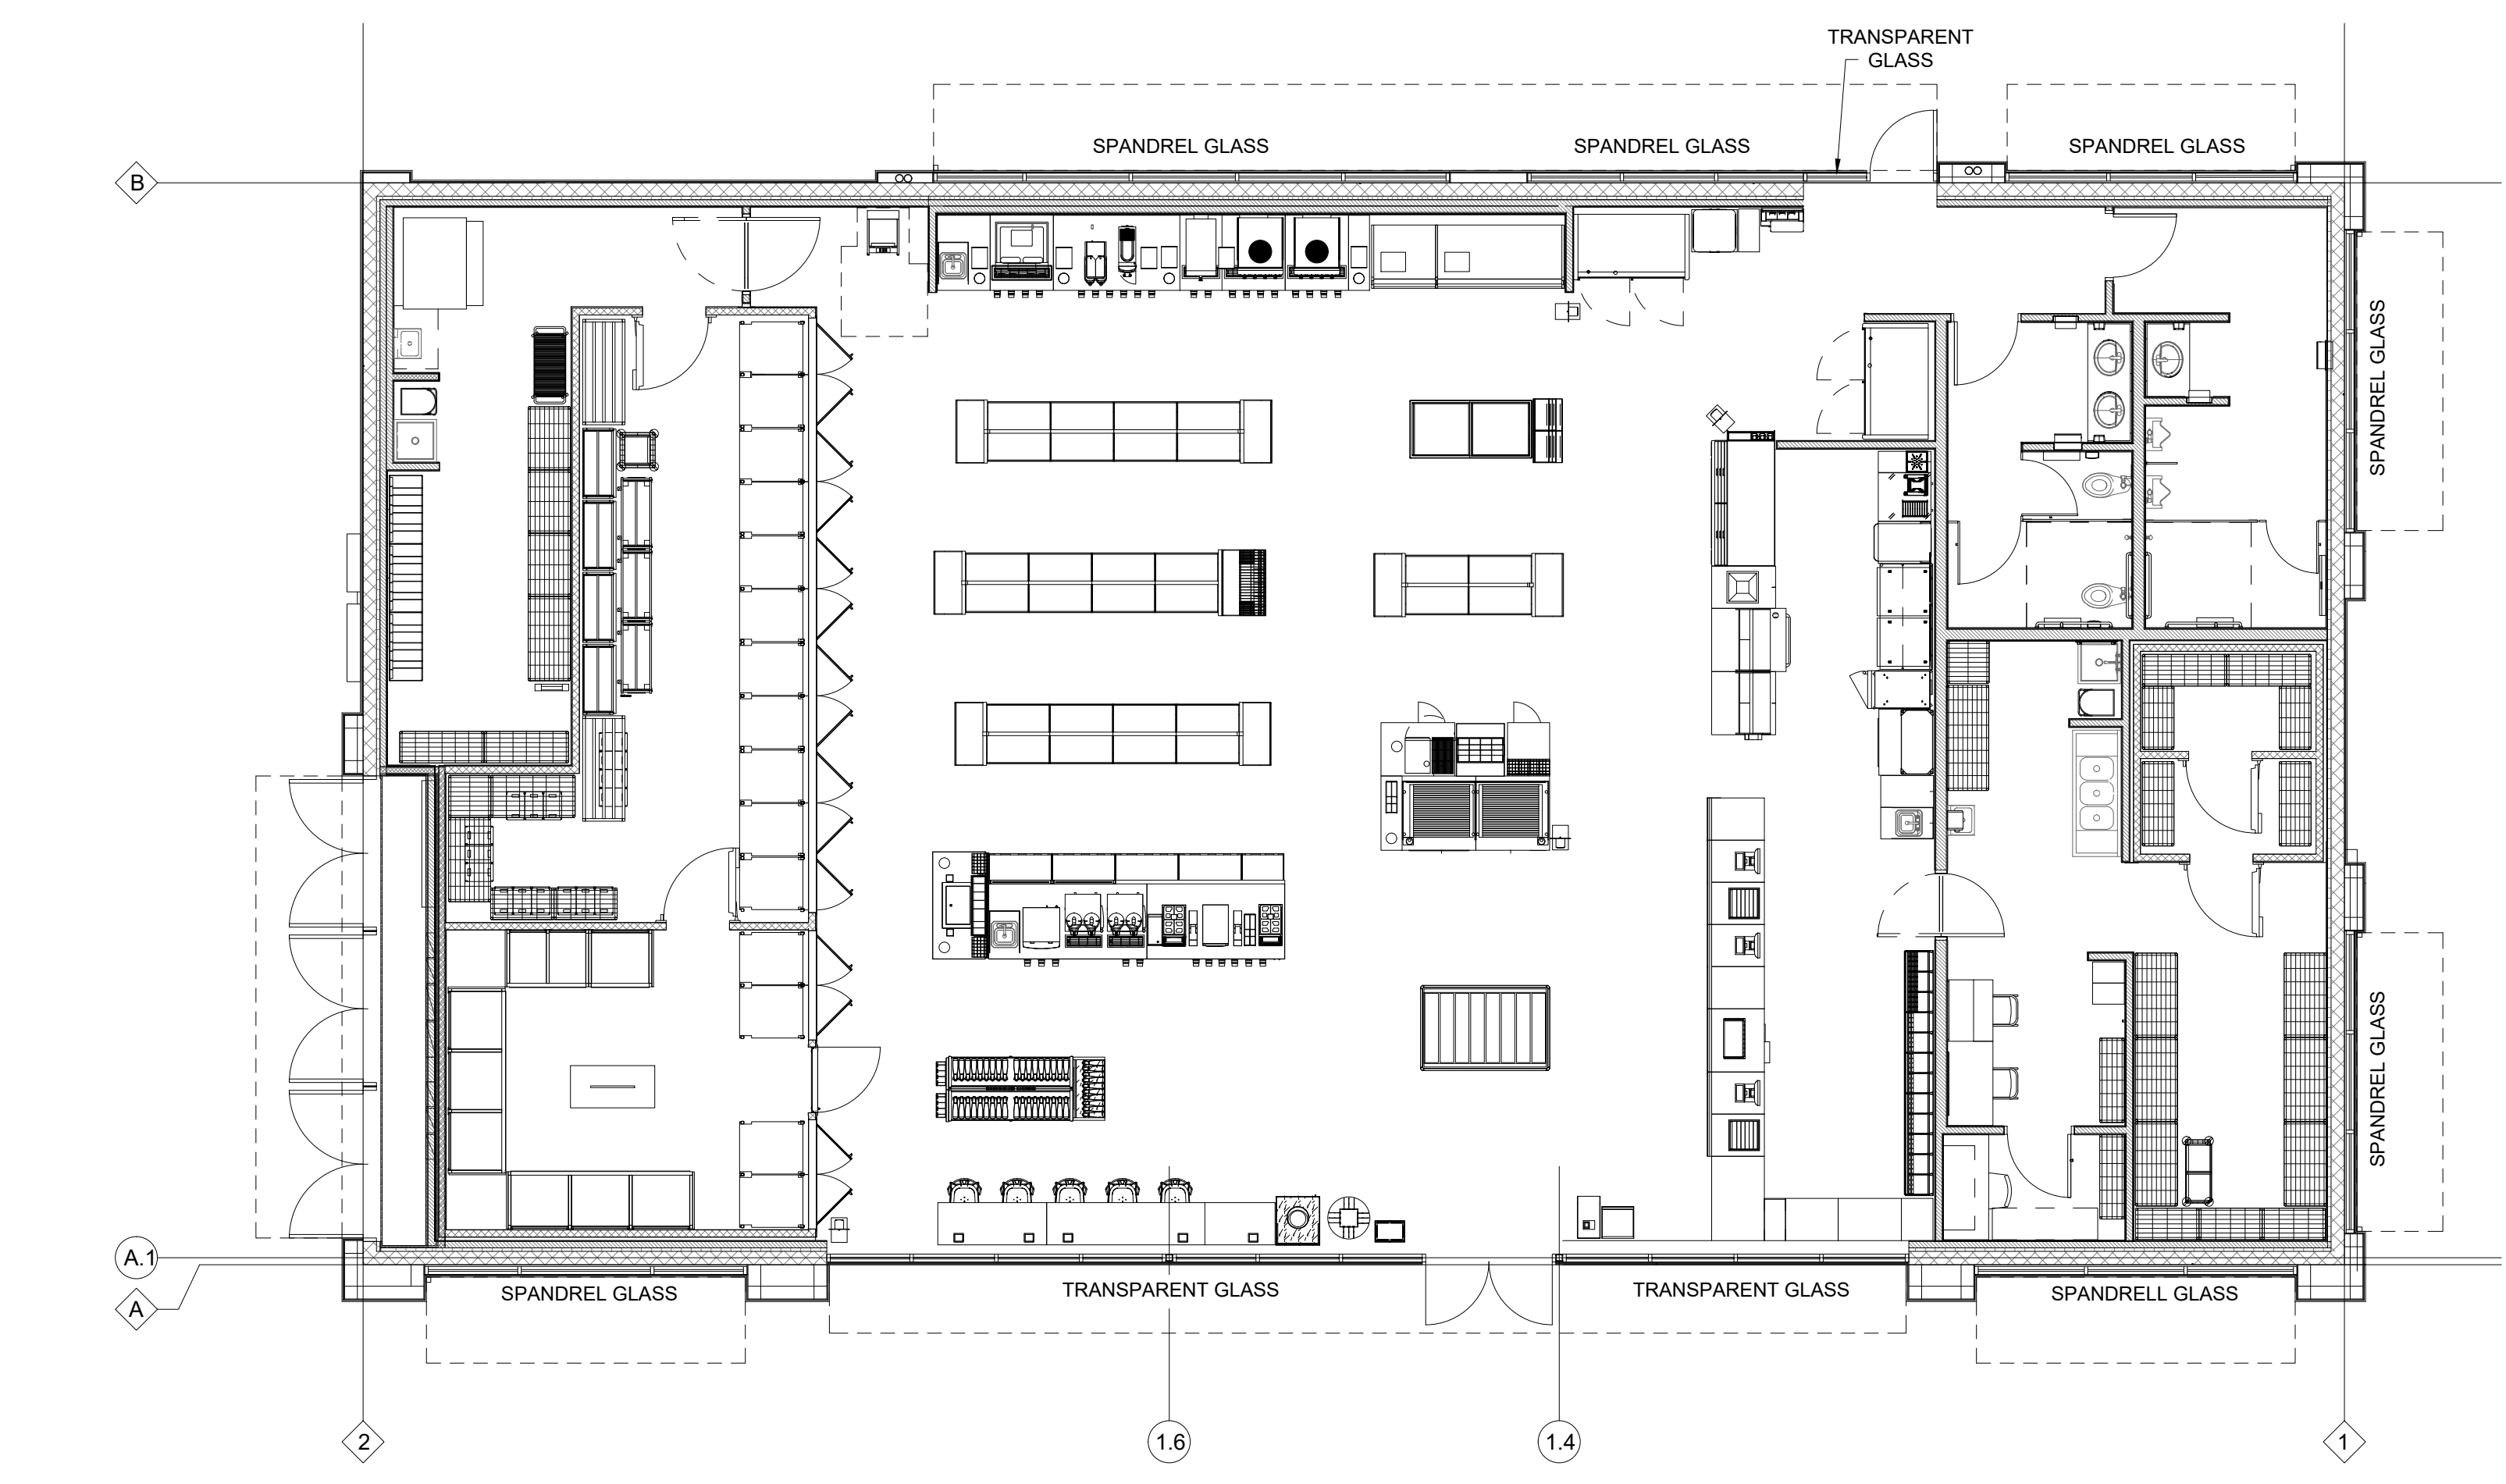 TRANSPARENT
GLASS
SPANDREL GLASS
SPANDREL GLASS
SPANDREL GLASS
B
SPANDREL GLASS
SPANDREL GLASS
A.1
A
SPANDREL GLASS
TRANSPARENT GLASS
TRANSPARENT GLASS
SPANDRELL GLASS
2
1.6
1.4
1